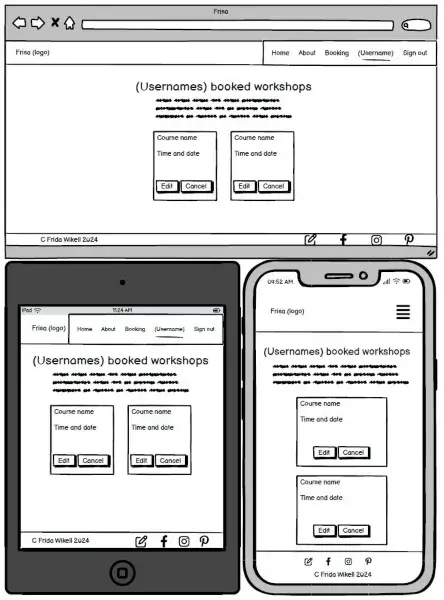 Frina
Frina (logo) Home About Booking (Username) Sign out
(Usernames) booked workshops
Course name
Time and date
Edit Cancel
Course name
Time and date
Edit Cancel
C Frida Wikell 2024
iPad 11:24 AM
Frina (logo) Home About Booking (Username) Sign out
(Usernames) booked workshops
Course name
Time and date
Edit Cancel
Course name
Time and date
Edit Cancel
C Frida Wikell 2024
09:52 AM
Frina (logo)
(Usernames) booked workshops
Course name
Time and date
Edit Cancel
Course name
Time and date
Edit Cancel
C Frida Wikell 2024